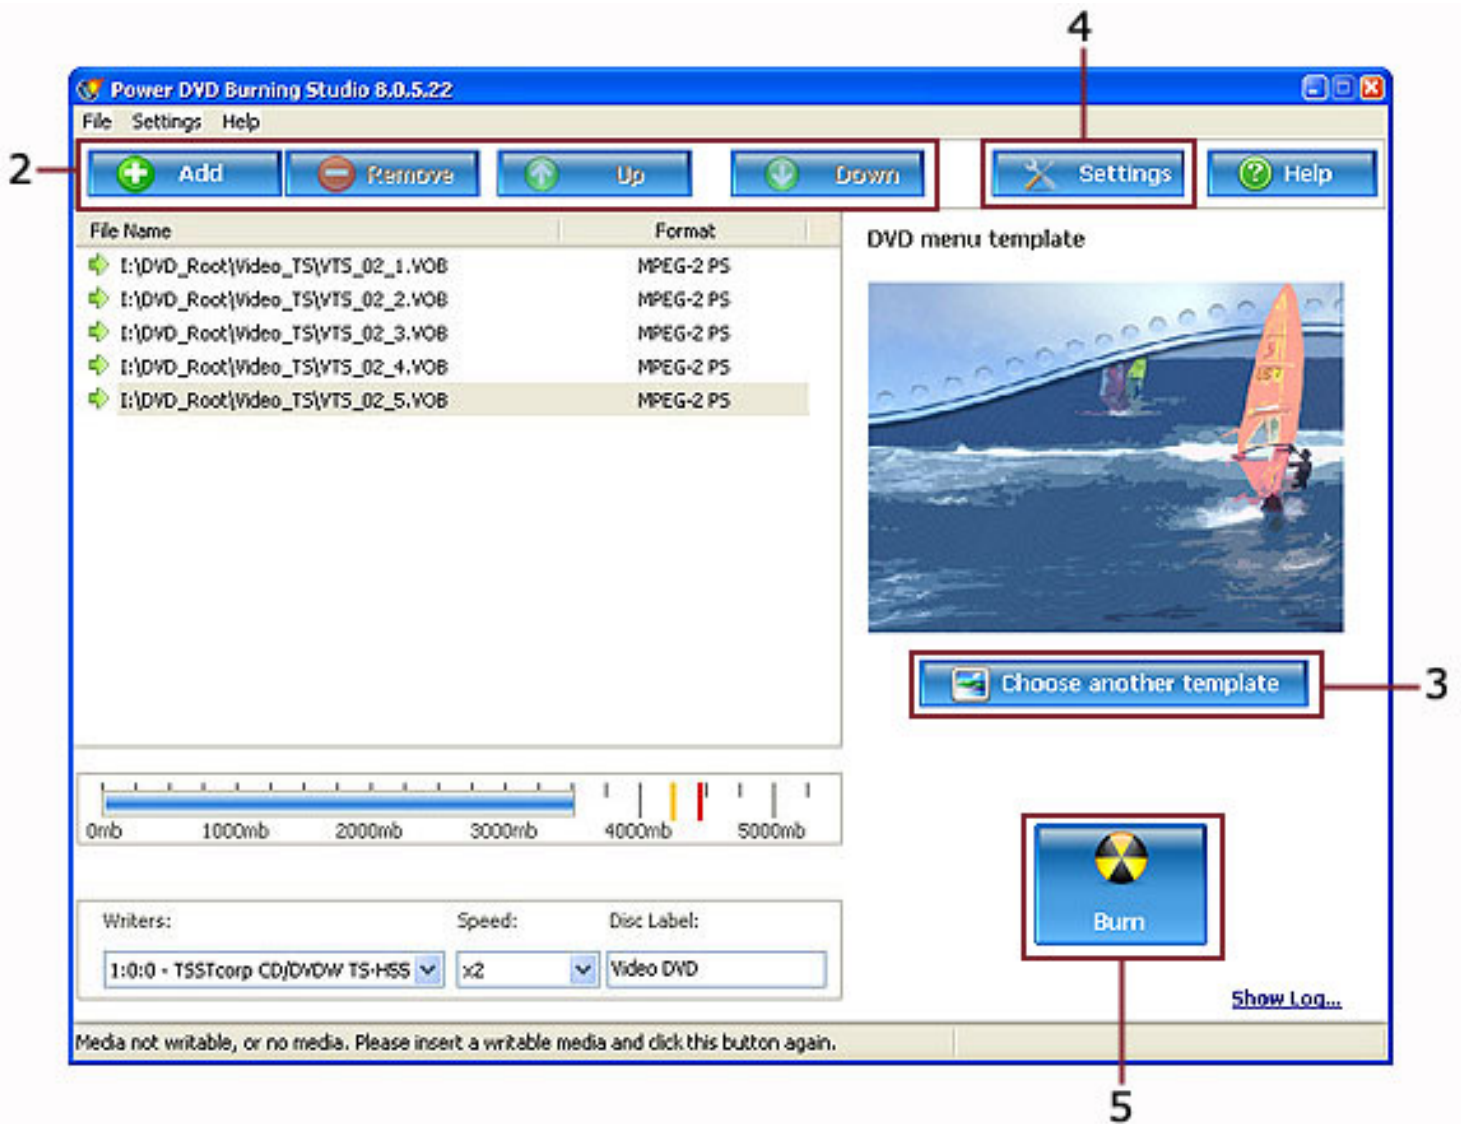 4
Power DVD Burning Studio 8.0.5.22
File Settings Help
2
Add Remove Up Down Settings Help
File Name Format
I:\DVD_Root\Video_TS\VTS_02_1.VOB MPEG-2 PS
I:\DVD_Root\Video_TS\VTS_02_2.VOB MPEG-2 PS
I:\DVD_Root\Video_TS\VTS_02_3.VOB MPEG-2 PS
I:\DVD_Root\Video_TS\VTS_02_4.VOB MPEG-2 PS
I:\DVD_Root\Video_TS\VTS_02_5.VOB MPEG-2 PS
DVD menu template
Choose another template
3
0mb 1000mb 2000mb 3000mb 4000mb 5000mb
Writers: Speed: Disc Label:
1:0:0 - TSSTcorp CD/DVDW TS-H55 x2 Video DVD
Burn
Show Log...
Media not writable, or no media. Please insert a writable media and click this button again.
5